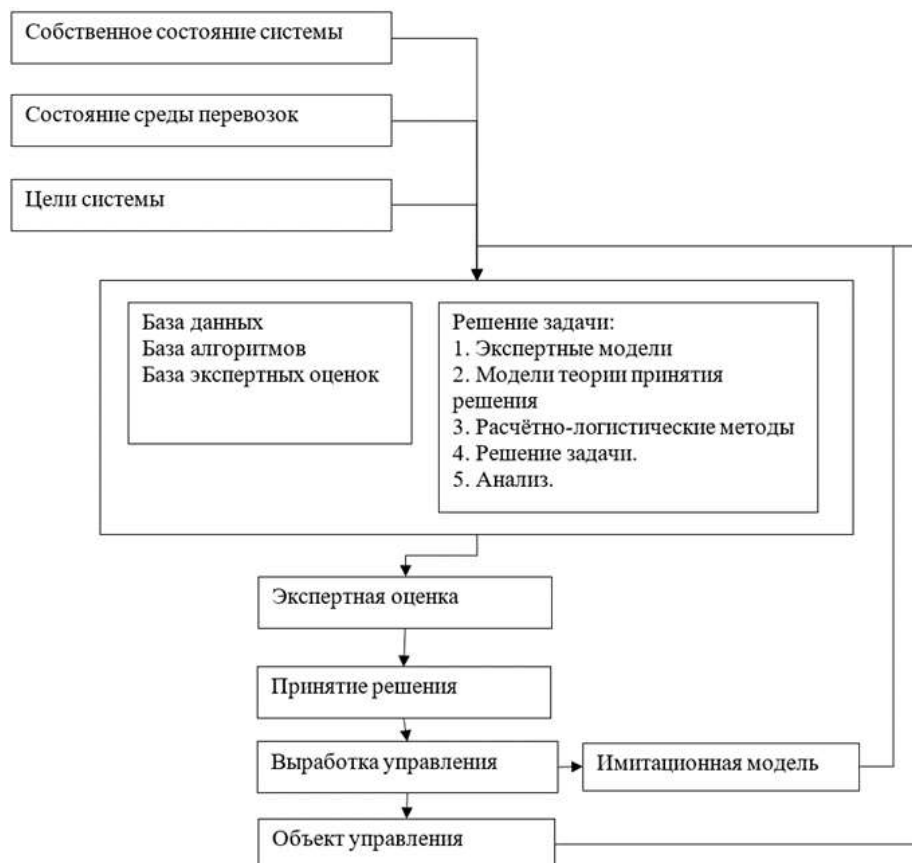 Собственное состояние системы
Состояние среды перевозок
Цели системы
База данных
База алгоритмов
База экспертных оценок
Решение задачи:
1. Экспертные модели
2. Модели теории принятия
решения
3. Расчётно-логистические методы
4. Решение задачи.
5. Анализ.
Экспертная оценка
Принятие решения
Выработка управления
Имитационная модель
Объект управления